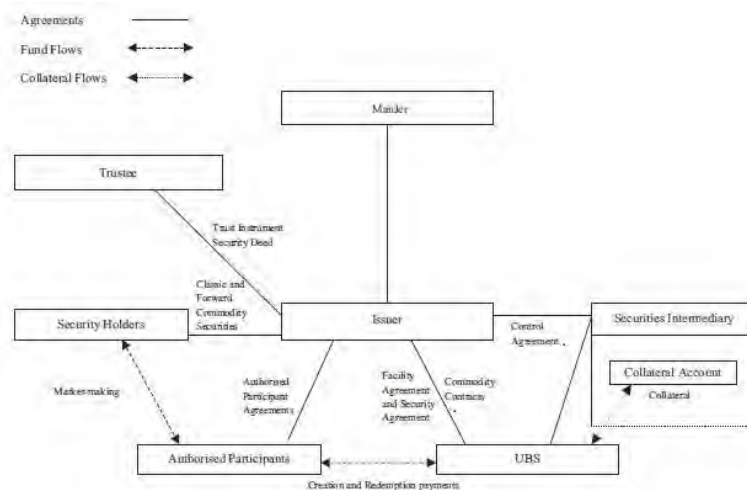 Agreements
Fund Flows
Collateral Flows
Trustee
Trust Instrument
Security Deed
Classic and
Forward
Commodity
Securities
Security Holders
Issuer
Control
Agreement
Securities Intermediary
Collateral Account
Collateral
Market-making
Authorised
Participant
Agreements
Facility
Agreement
and Security
Agreement
Commodity
Contracts
Authorised Participants
UBS
Creation and Redemption payments